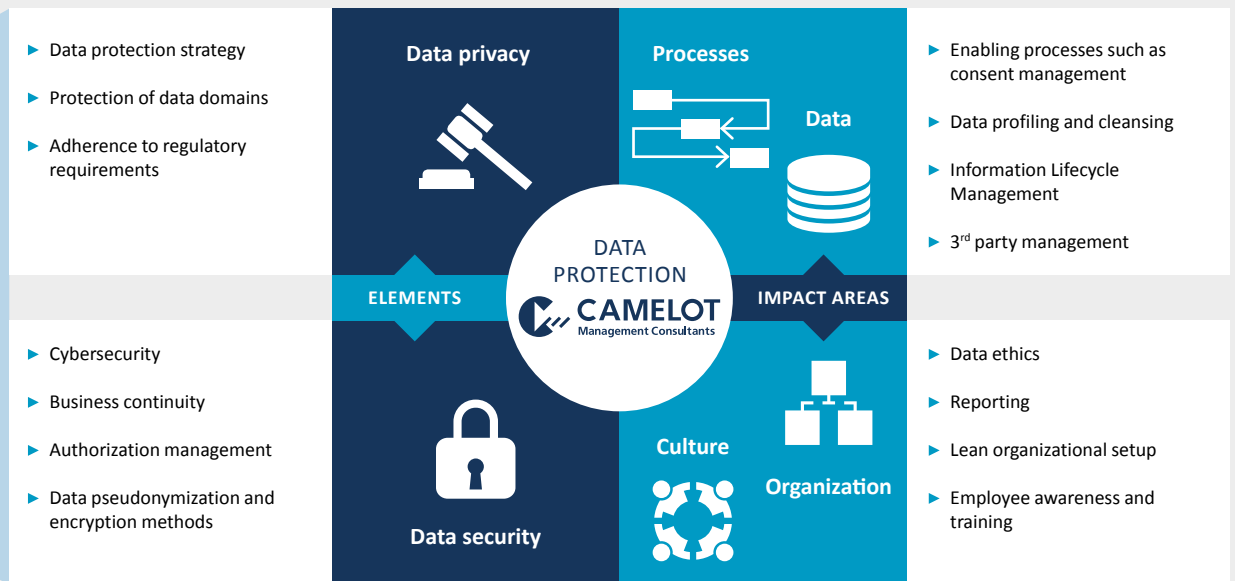 Data protection strategy
Protection of data domains
Adherence to regulatory
requirements
Data privacy
Processes
Data
Enabling processes such as
consent management
Data profiling and cleansing
Information Lifecycle
Management
3rd party management
ELEMENTS
DATA
PROTECTION
CAMELOT
Management Consultants
IMPACT AREAS
Cybersecurity
Business continuity
Authorization management
Data pseudonymization and
encryption methods
Data security
Culture
Organization
Data ethics
Reporting
Lean organizational setup
Employee awareness and
training